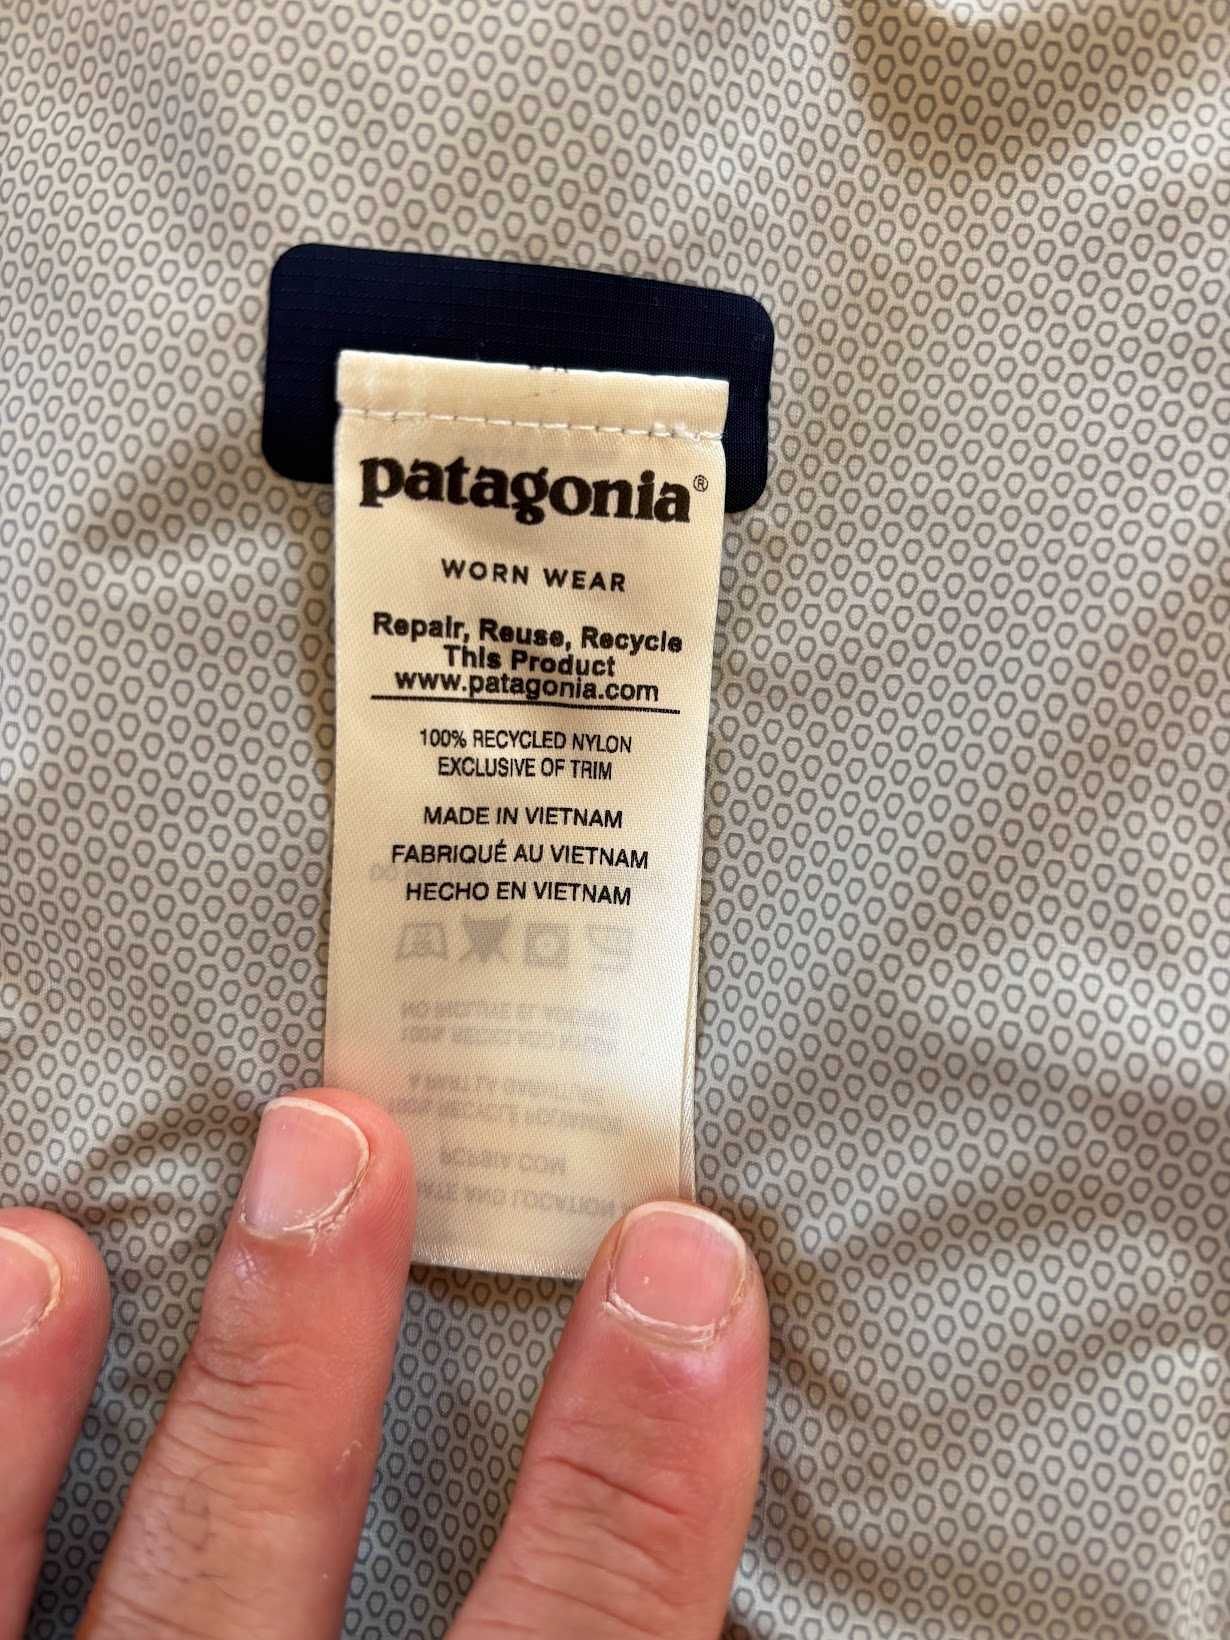 patagonia®
WORN WEAR
Repair, Reuse, Recycle
This Product
www.patagonia.com
100% RECYCLED NYLON
EXCLUSIVE OF TRIM
MADE IN VIETNAM
FABRIQUÉ AU VIETNAM
HECHO EN VIETNAM